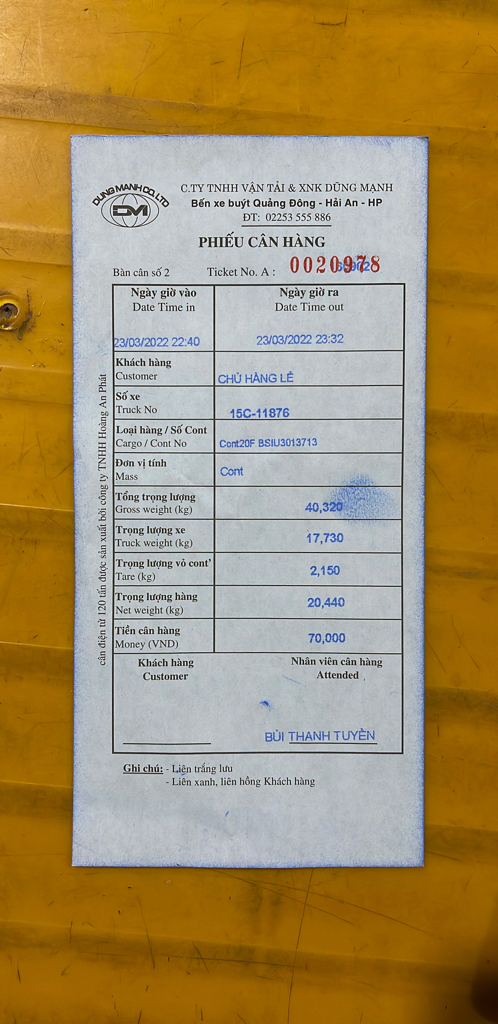 DUNG MANH CO.,LTD
DM
C.TY TNHH VẬN TẢI & XNK DŨNG MẠNH
Bến xe buýt Quảng Đông - Hải An - HP
ĐT: 02253 555 886
PHIẾU CÂN HÀNG
Bàn cân số 2 Ticket No. A : 0020978
Ngày giờ vào Ngày giờ ra
Date Time in Date Time out
23/03/2022 22:40 23/03/2022 23:32
Khách hàng
Customer CHỦ HÀNG LẺ
Số xe
Truck No 15C-11876
Loại hàng / Số Cont
Cargo / Cont No Cont20F BSIU3013713
Đơn vị tính
Mass Cont
Tổng trọng lượng
Gross weight (kg) 40,320
Trọng lượng xe
Truck weight (kg) 17,730
Trọng lượng vỏ cont'
Tare (kg) 2,150
Trọng lượng hàng
Net weight (kg) 20,440
Tiền cân hàng
Money (VND) 70,000
Khách hàng Nhân viên cân hàng
Customer Attended
BÙI THANH TUYỀN
Ghi chú: - Liên trắng lưu
- Liên xanh, liên hồng Khách hàng
cân điện tử 120 tấn được sản xuất bởi công ty TNHH Hoàng An Phát